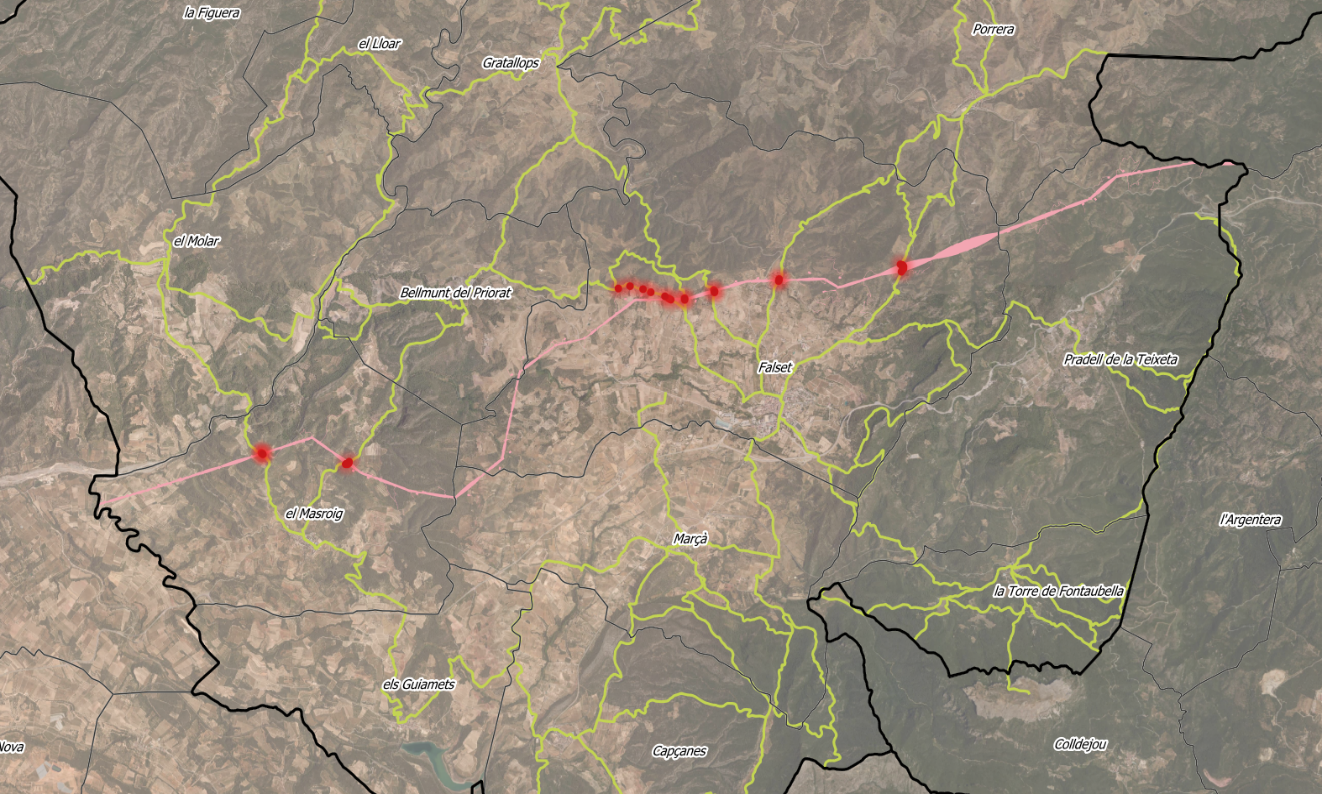 la Figuera
Porrera
el Lloar
Gratallops
el Molar
Bellmunt del Priorat
Pradell de la Teixeta
Falset
el Masroig
l'Argentera
Marçà
la Torre de Fontaubella
els Guiamets
Nova
Capçanes
Colldejou